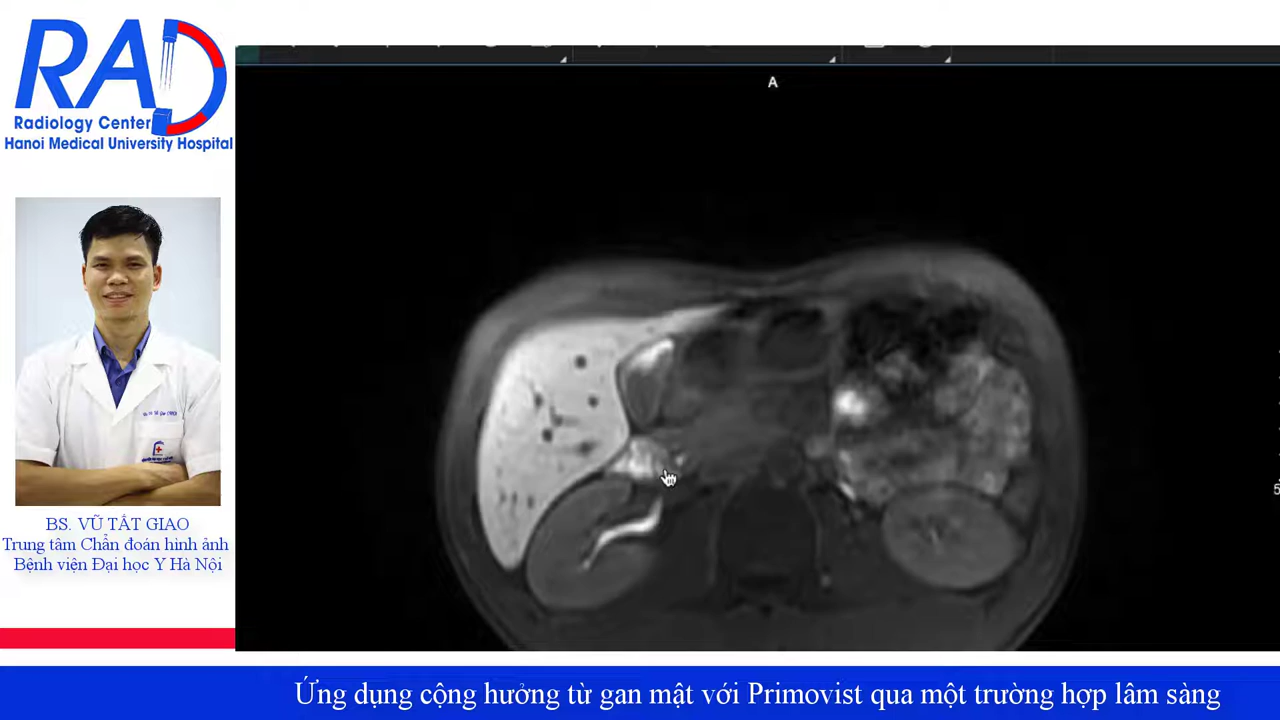 RAD
Radiology Center
Hanoi Medical University Hospital
A
BS. VŨ TẤT GIAO
Trung tâm Chẩn đoán hình ảnh
Bệnh viện Đại học Y Hà Nội
5
Ứng dụng cộng hưởng từ gan mật với Primovist qua một trường hợp lâm sàng